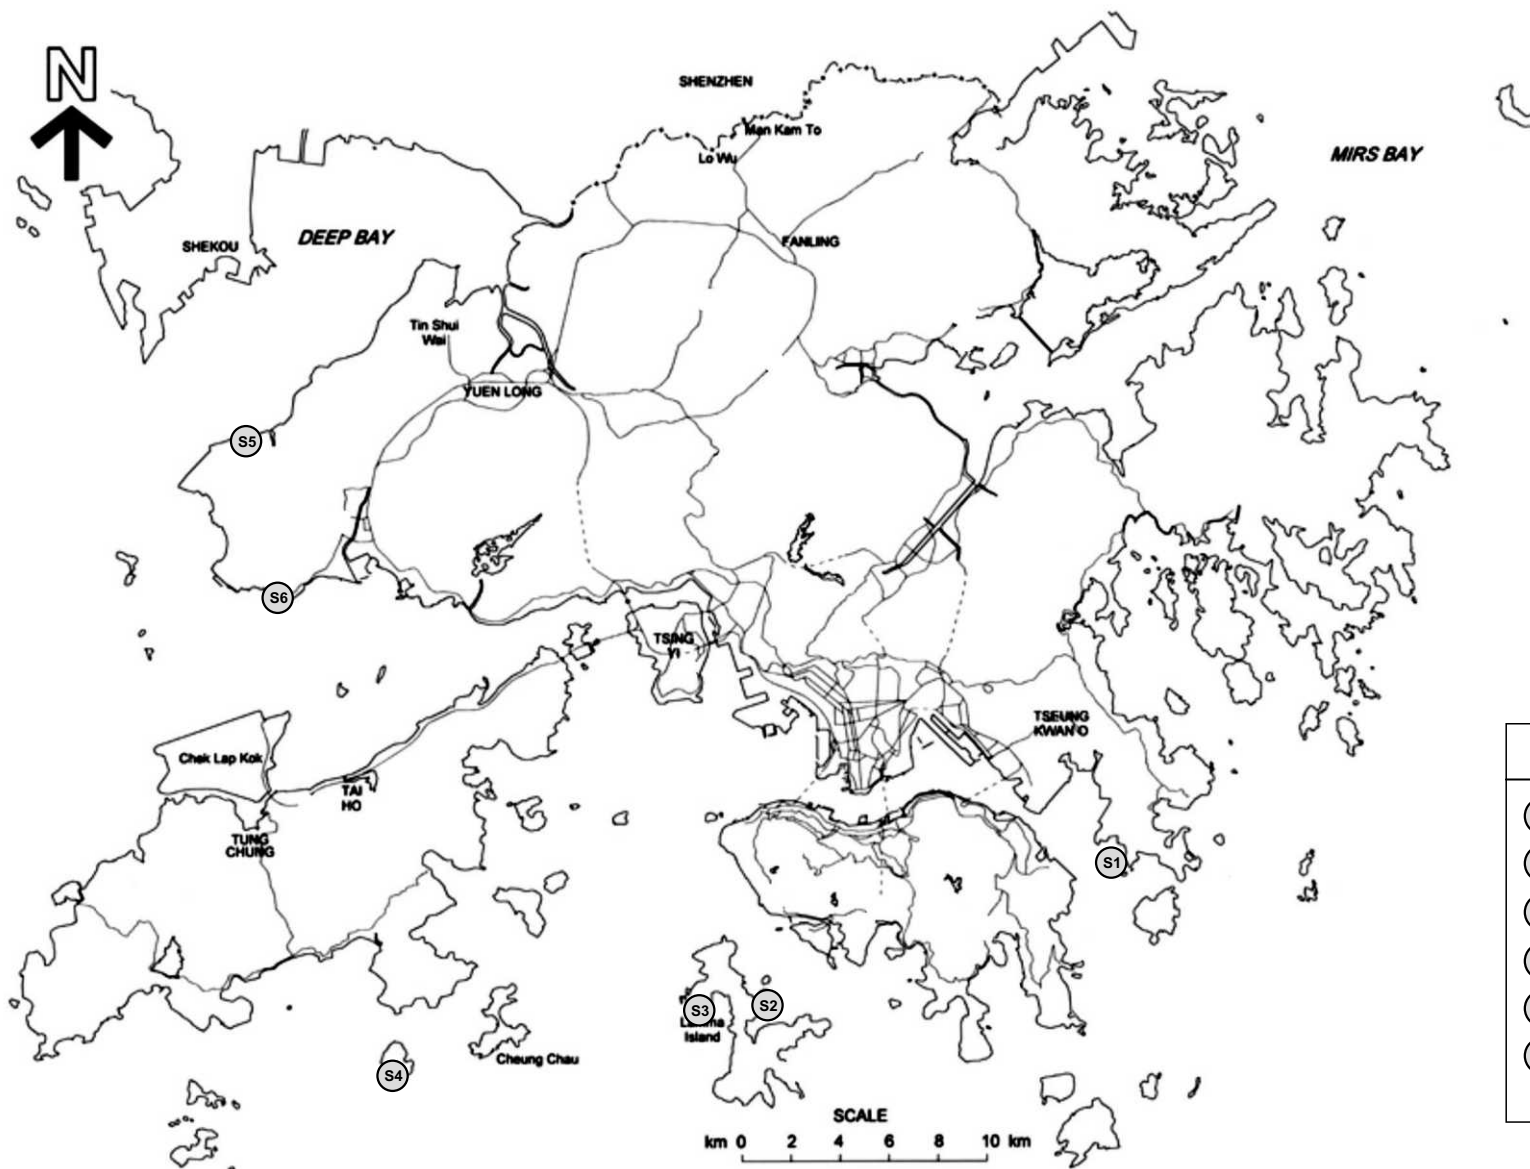 N
SHENZHEN
Man Kam To
Lo Wu
MIRS BAY
SHEKOU
DEEP BAY
FANLING
Tin Shui
Wai
YUEN LONG
S5
S6
TSING
YI
TSEUNG
KWAN O
Chek Lap Kok
TAI
HO
TUNG
CHUNG
S1
S3
S2
Island
S4
Cheung Chau
SCALE
km 0 2 4 6 8 10 km